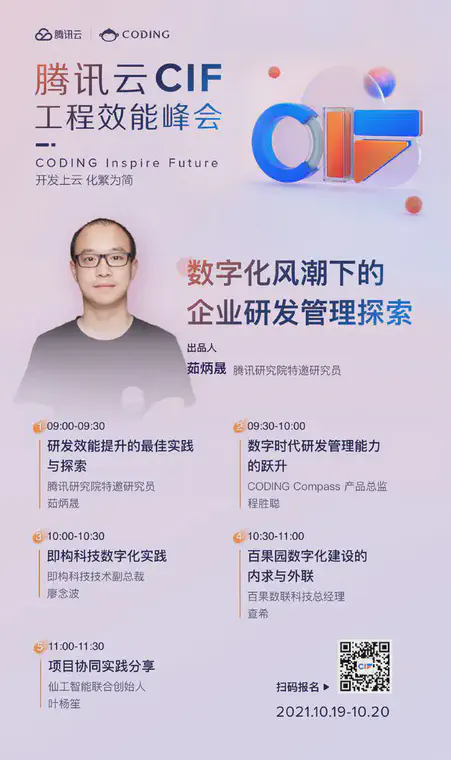 腾讯云 CODING
腾讯云CIF
工程效能峰会
CODING Inspire Future
开发上云 化繁为简
数字化风潮下的
企业研发管理探索
出品人
茹炳晟 腾讯研究院特邀研究员
1 09:00-09:30
研发效能提升的最佳实践
与探索
腾讯研究院特邀研究员
茹炳晟
2 09:30-10:00
数字时代研发管理能力
的跃升
CODING Compass 产品总监
程胜聪
3 10:00-10:30
即构科技数字化实践
即构科技技术副总裁
廖念波
4 10:30-11:00
百果园数字化建设的
内求与外联
百果数联科技总经理
查希
5 11:00-11:30
项目协同实践分享
仙工智能联合创始人
叶杨笙
CIF
扫码报名
2021.10.19-10.20